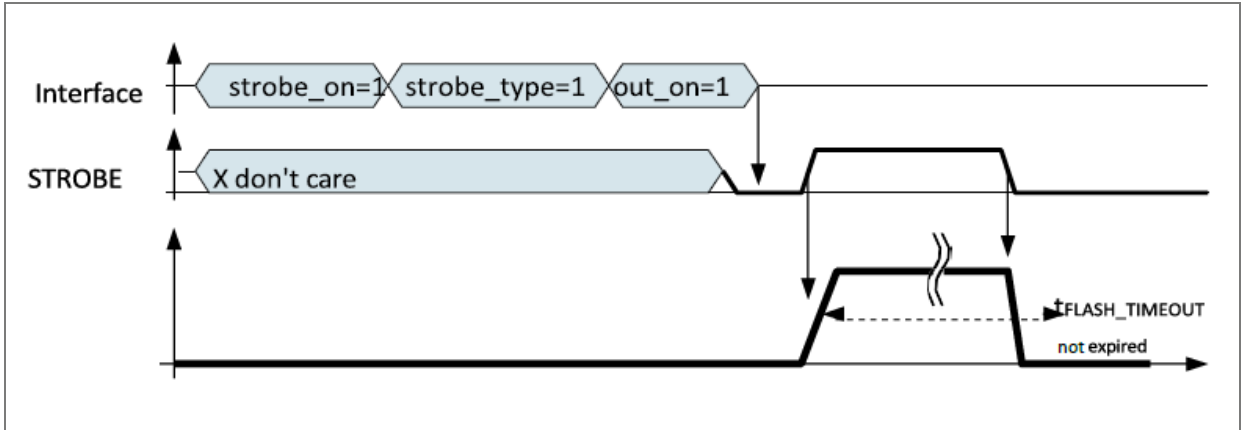 Interface
strobe_on=1 strobe_type=1 out_on=1
STROBE
X don't care
tFLASH_TIMEOUT
not expired